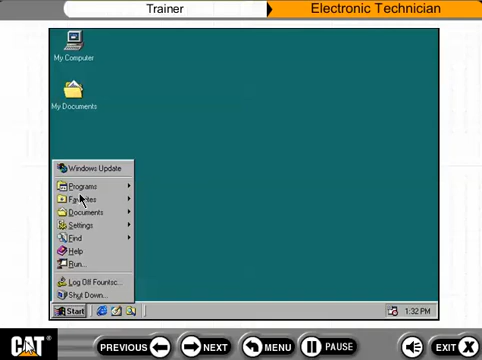 Trainer
Electronic Technician
My Computer
My Documents
Windows Update
Programs
Favorites
Documents
Settings
Find
Help
Run...
Log Off Fountsc...
Shut Down...
Start
1:32 PM
CAT
PREVIOUS
NEXT
MENU
PAUSE
EXIT